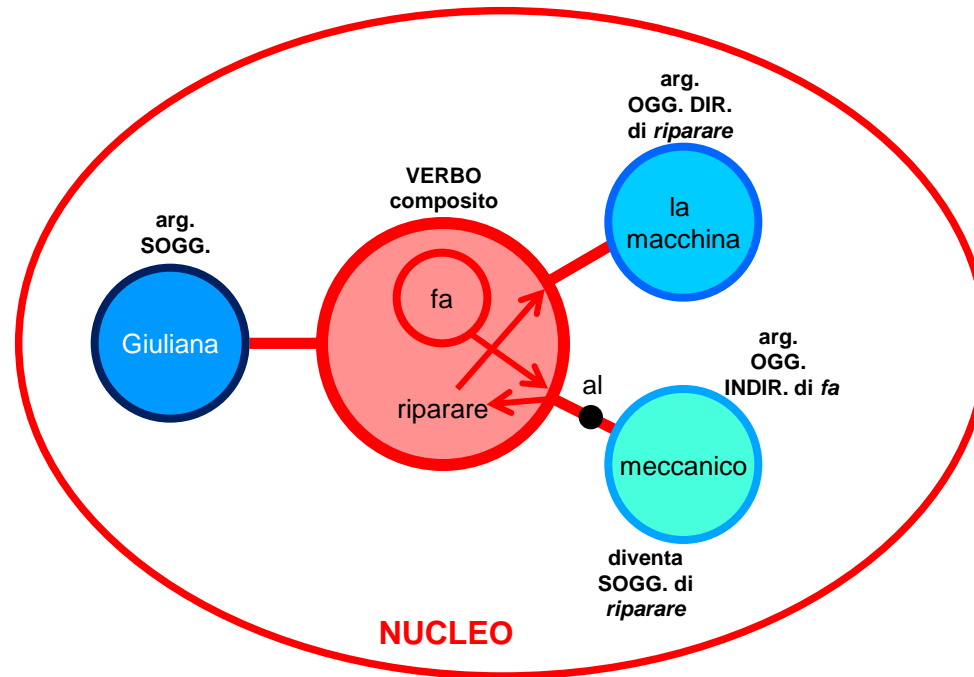 arg.
SOGG.
Giuliana
VERBO
composito
fa
riparare
arg.
OGG. DIR.
di riparare
la
macchina
al
arg.
OGG.
INDIR. di fa
meccanico
diventa
SOGG. di
riparare
NUCLEO